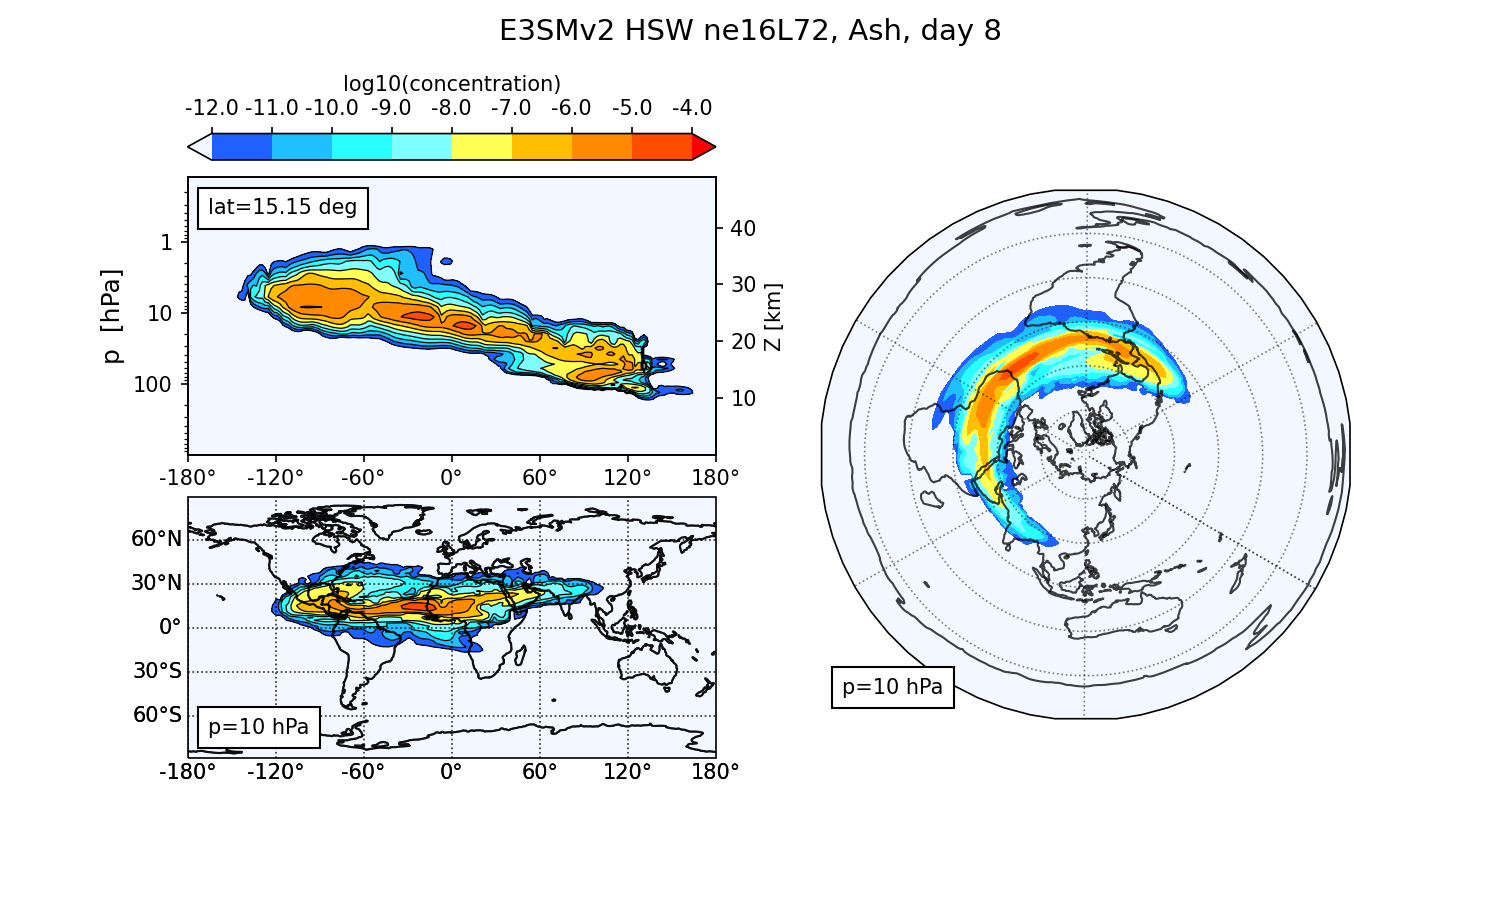 E3SMv2 HSW ne16L72, Ash, day 8
log10(concentration)
-12.0 -11.0 -10.0 -9.0 -8.0 -7.0 -6.0 -5.0 -4.0
lat=15.15 deg
p [hPa]
1
10
100
40
30
20
10
Z [km]
-180° -120° -60° 0° 60° 120° 180°
60°N
30°N
0°
30°S
60°S
p=10 hPa
-180° -120° -60° 0° 60° 120° 180°
p=10 hPa